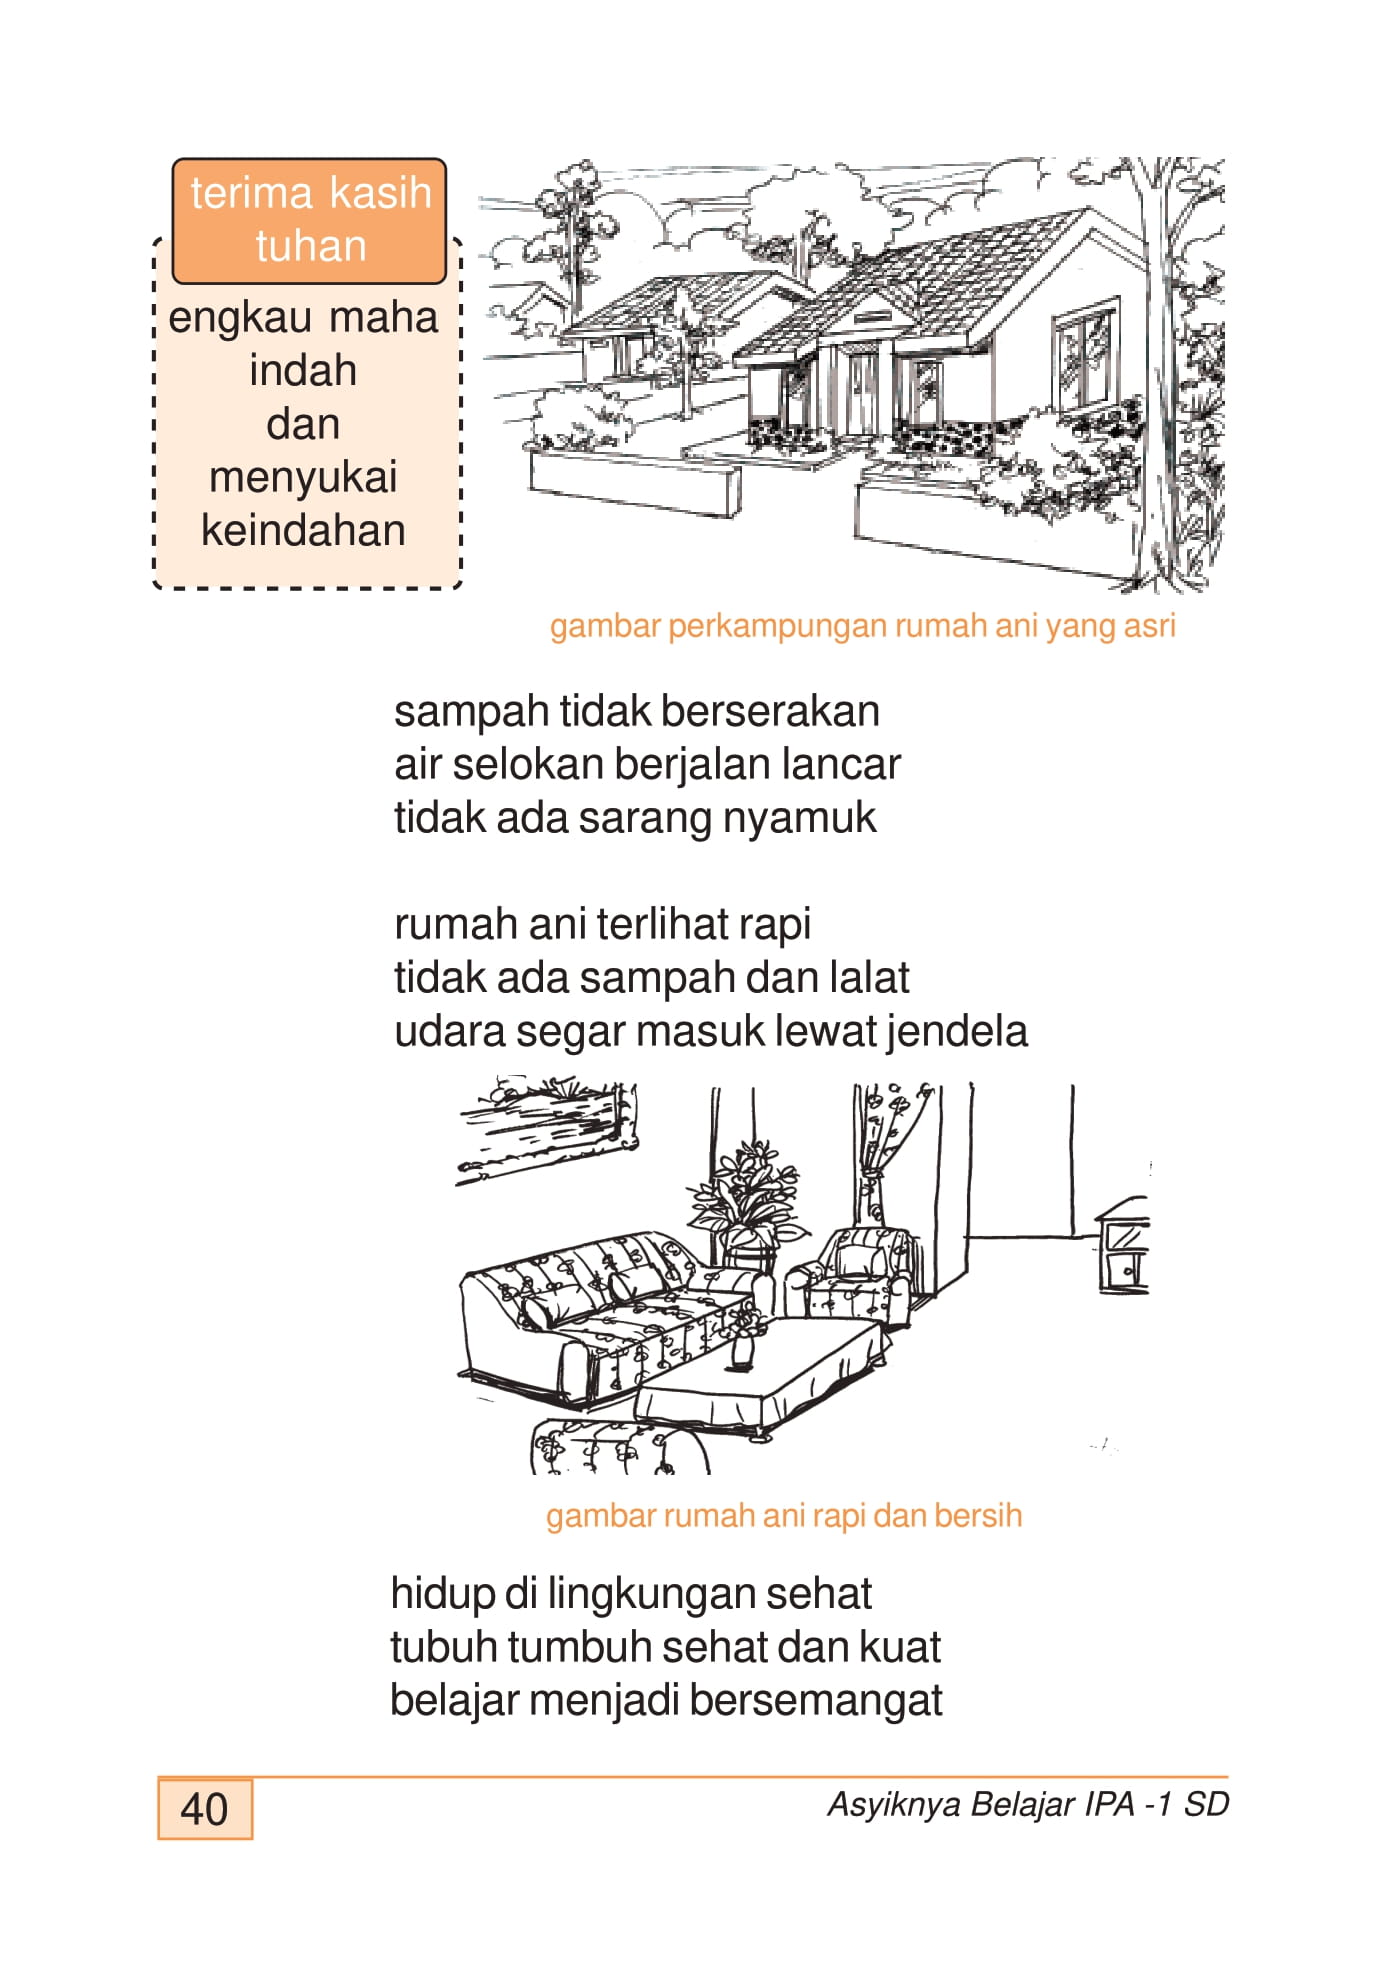 terima kasih
tuhan
engkau maha
indah
dan
menyukai
keindahan
gambar perkampungan rumah ani yang asri
sampah tidak berserakan
air selokan berjalan lancar
tidak ada sarang nyamuk
rumah ani terlihat rapi
tidak ada sampah dan lalat
udara segar masuk lewat jendela
gambar rumah ani rapi dan bersih
hidup di lingkungan sehat
tubuh tumbuh sehat dan kuat
belajar menjadi bersemangat
40
Asyiknya Belajar IPA -1 SD